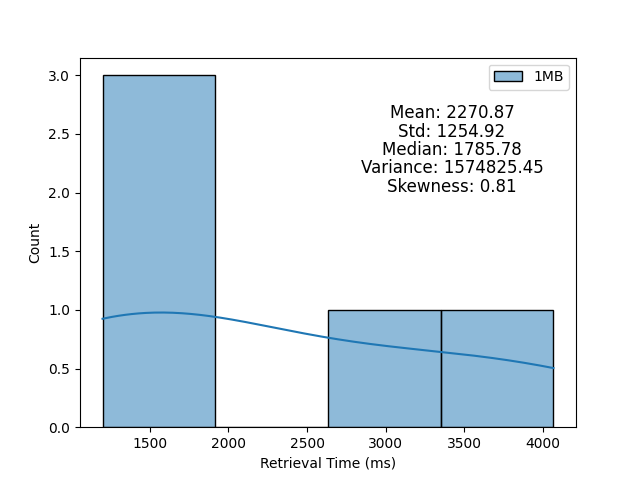 1MB
Mean: 2270.87
Std: 1254.92
Median: 1785.78
Variance: 1574825.45
Skewness: 0.81
3.0
2.5
2.0
1.5
1.0
0.5
0.0
Count
1500 2000 2500 3000 3500 4000
Retrieval Time (ms)